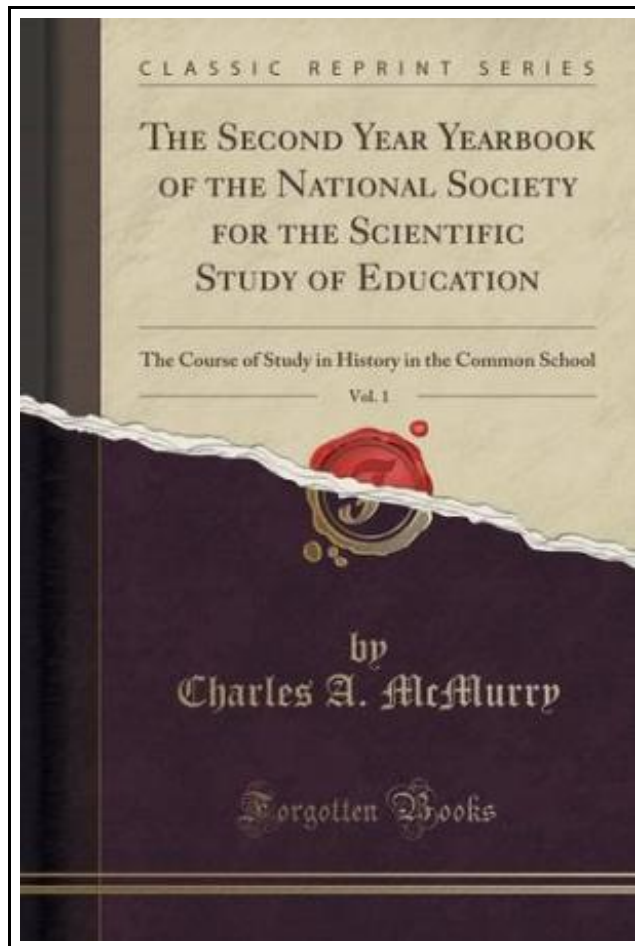 CLASSIC REPRINT SERIES
THE SECOND YEAR YEARBOOK
OF THE NATIONAL SOCIETY
FOR THE SCIENTIFIC
STUDY OF EDUCATION
The Course of Study in History in the Common School
Vol. 1
F
by
Charles A. McMurry
Forgotten Books